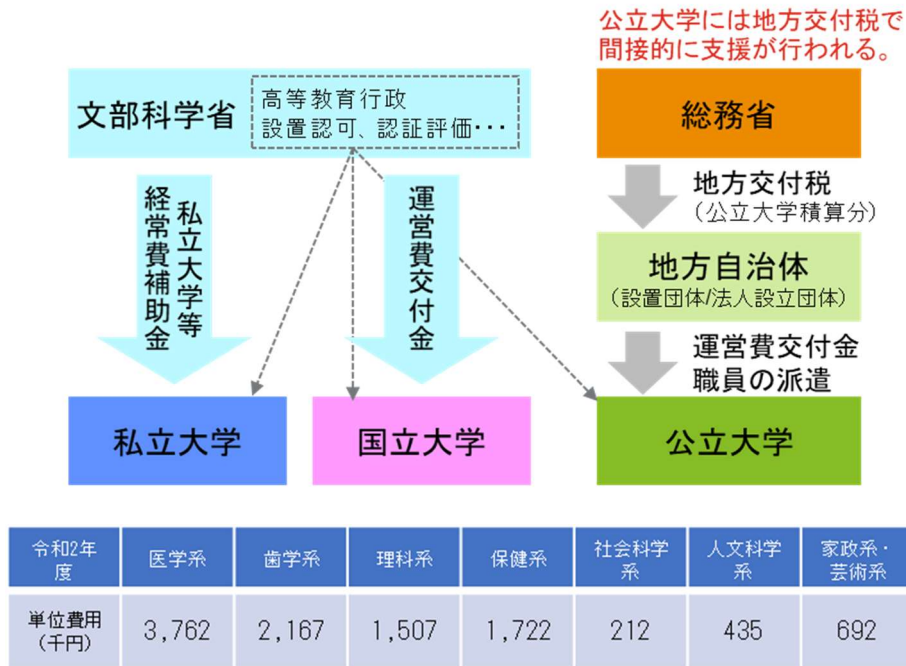 公立大学には地方交付税で
間接的に支援が行われる。
文部科学省
高等教育行政
設置認可、認証評価･･･
総務省
私立大学等
経常費補助金
運営費交付金
地方交付税
（公立大学積算分）
地方自治体
（設置団体/法人設立団体）
運営費交付金
職員の派遣
私立大学
国立大学
公立大学
令和2年
度
医学系
歯学系
理科系
保健系
社会科学
系
人文科学
系
家政系・
芸術系
単位費用
（千円）
3,762
2,167
1,507
1,722
212
435
692